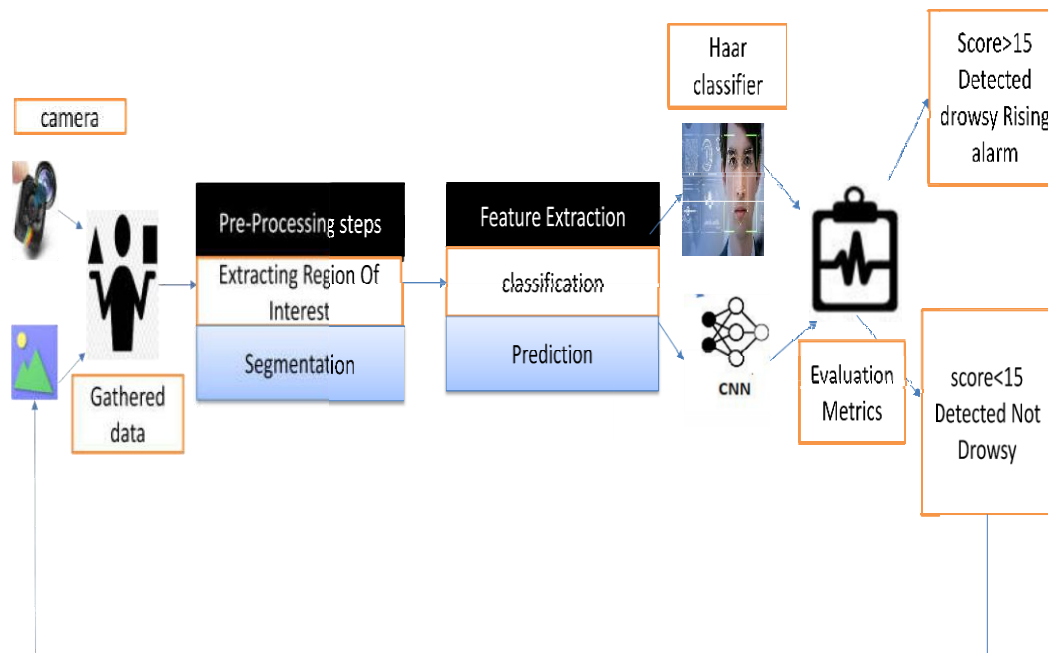 camera
Gathered
data
Pre-Processing steps
Extracting Region Of
Interest
Segmentation
Feature Extraction
classification
Prediction
Haar
classifier
CNN
Evaluation
Metrics
Score>15
Detected
drowsy Rising
alarm
score<15
Detected Not
Drowsy